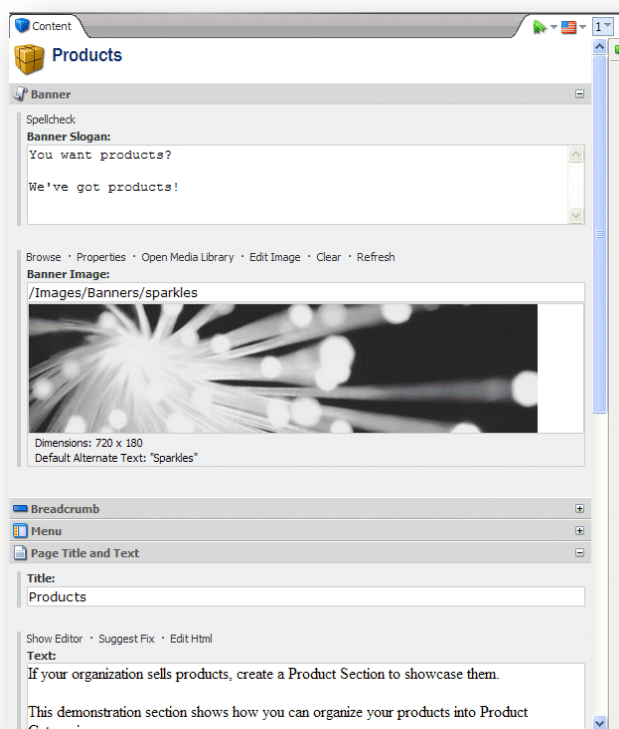 Content
1
Products
Banner
Spellcheck
Banner Slogan:
You want products?
We've got products!
Browse · Properties · Open Media Library · Edit Image · Clear · Refresh
Banner Image:
/Images/Banners/sparkles
Dimensions: 720 x 180
Default Alternate Text: "Sparkles"
Breadcrumb
Menu
Page Title and Text
Title:
Products
Show Editor · Suggest Fix · Edit Html
Text:
If your organization sells products, create a Product Section to showcase them.
This demonstration section shows how you can organize your products into Product